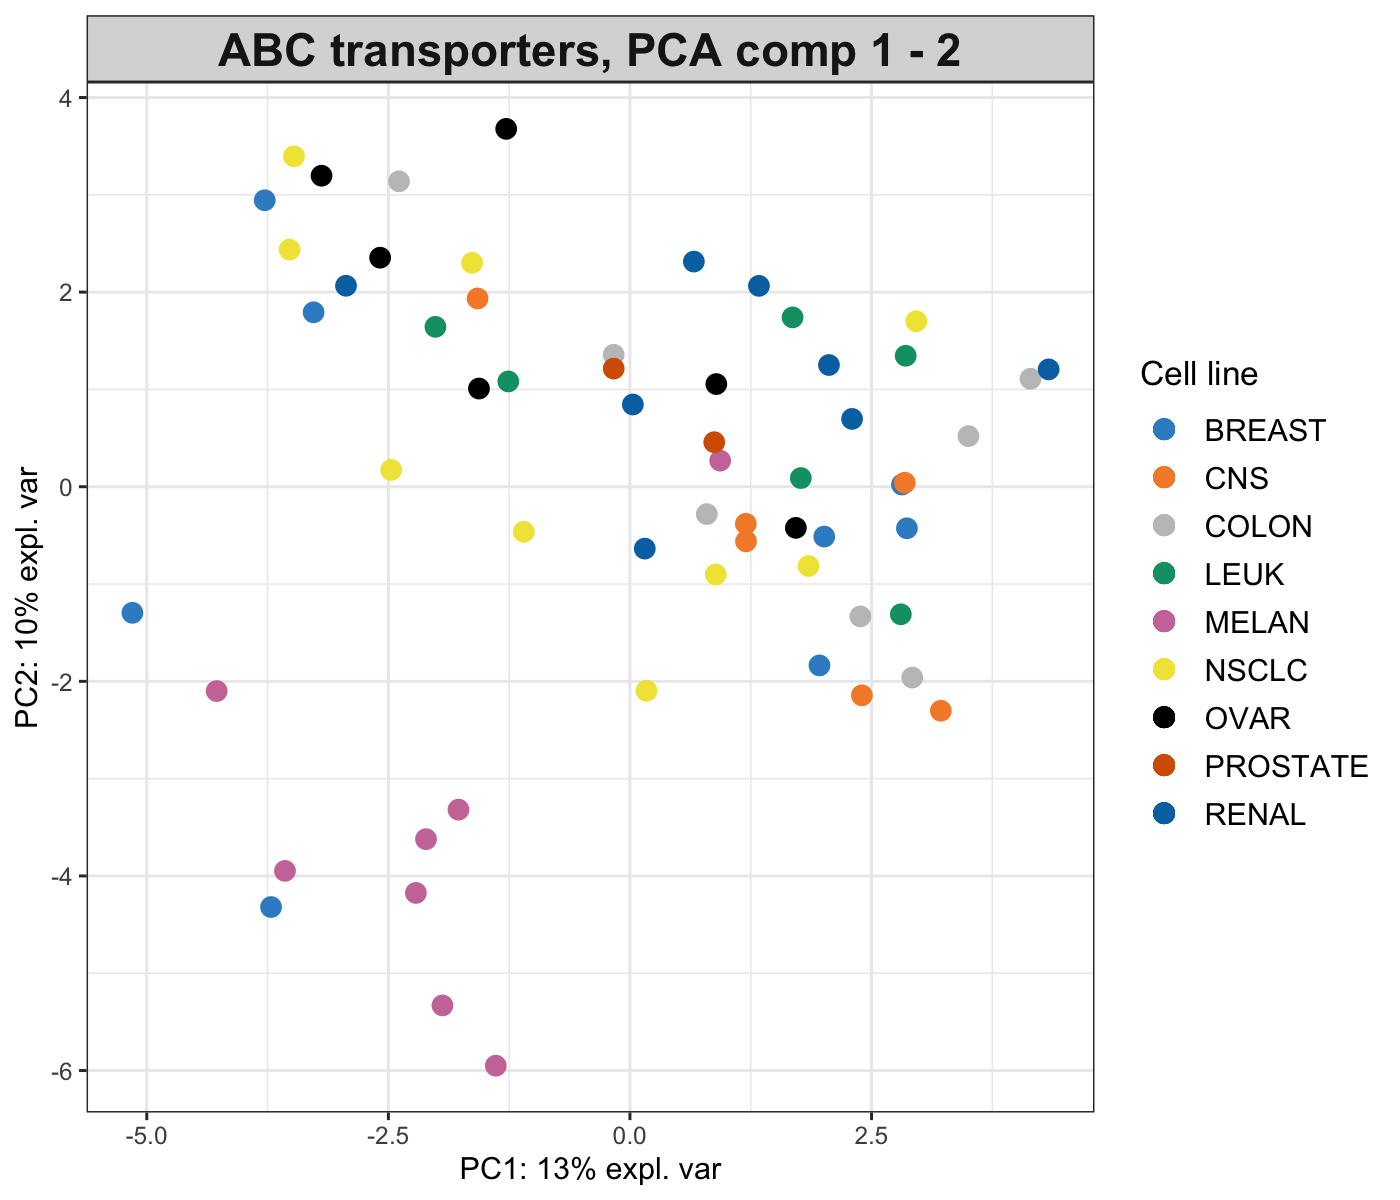 ABC transporters, PCA comp 1 - 2
4
2
0
-2
-4
-6
PC2: 10% expl. var
-5.0
-2.5
0.0
2.5
PC1: 13% expl. var
Cell line
BREAST
CNS
COLON
LEUK
MELAN
NSCLC
OVAR
PROSTATE
RENAL